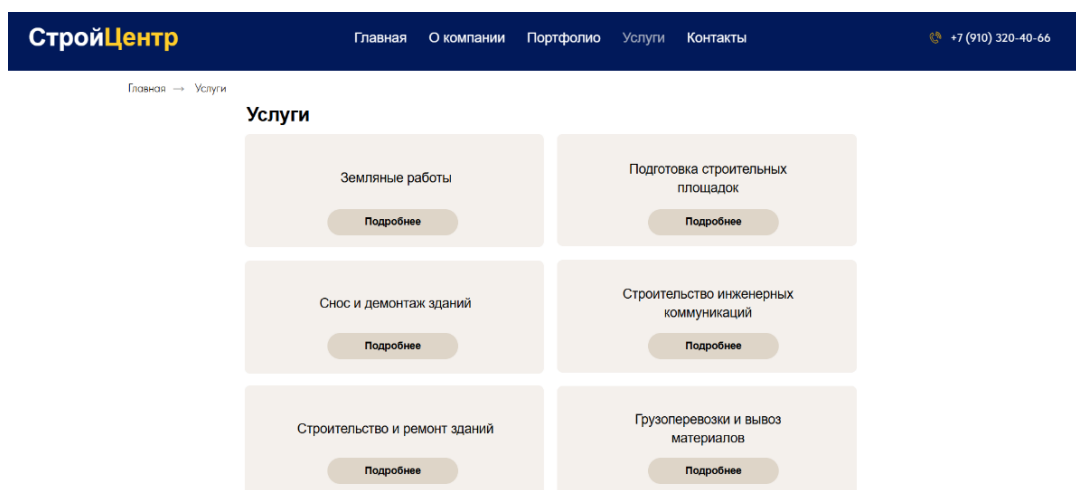 СтройЦентр
Главная О компании Портфолио Услуги Контакты
+7 (910) 320-40-66
Главная → Услуги
Услуги
Земляные работы
Подробнее
Подготовка строительных
площадок
Подробнее
Снос и демонтаж зданий
Подробнее
Строительство инженерных
коммуникаций
Подробнее
Строительство и ремонт зданий
Подробнее
Грузоперевозки и вывоз
материалов
Подробнее